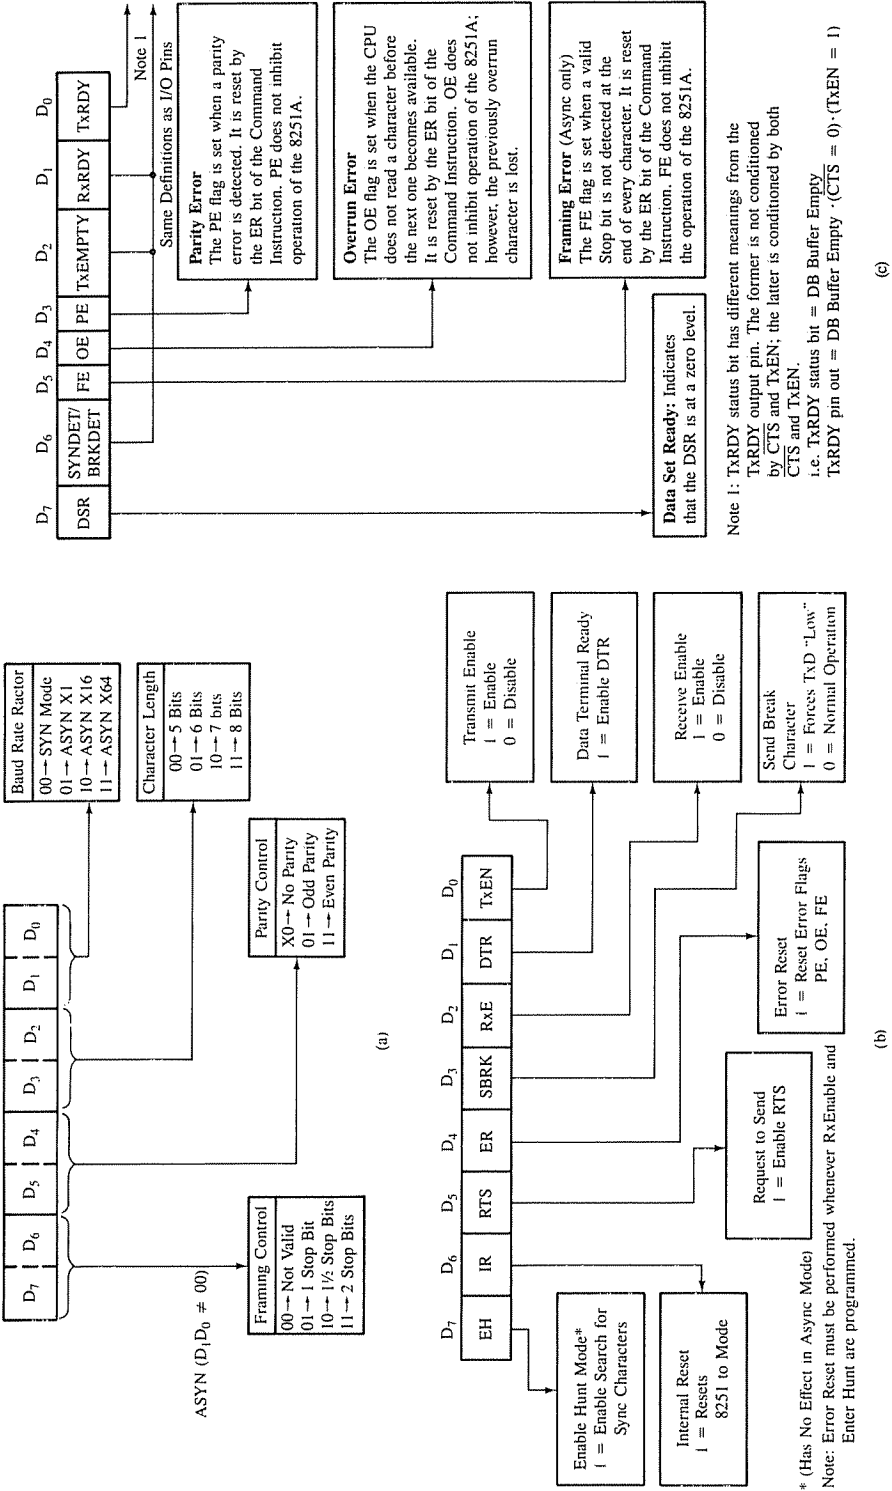 D7 D6 D5 D4 D3 D2 D1 D0
Baud Rate Ractor
00→SYN Mode
01→ASYN X1
10→ASYN X16
11→ASYN X64
Character Length
00→5 Bits
01→6 Bits
10→7 bits
11→8 Bits
Parity Control
X0→No Parity
01→Odd Parity
11→Even Parity
ASYN (D1D0 ≠ 00)
Framing Control
00→Not Valid
01→1 Stop Bit
10→1½ Stop Bits
11→2 Stop Bits
(a)
D7 D6 D5 D4 D3 D2 D1 D0
EH IR RTS ER SBRK RxE DTR TxEN
Transmit Enable
1 = Enable
0 = Disable
Data Terminal Ready
1 = Enable DTR
Receive Enable
1 = Enable
0 = Disable
Send Break
Character
1 = Forces TxD "Low"
0 = Normal Operation
Error Reset
1 = Reset Error Flags
PE, OE, FE
Request to Send
1 = Enable RTS
Internal Reset
1 = Resets
8251 to Mode
Enable Hunt Mode*
1 = Enable Search for
Sync Characters
* (Has No Effect in Async Mode)
Note: Error Reset must be performed whenever RxEnable and
Enter Hunt are programmed.
(b)
D7 D6 D5 D4 D3 D2 D1 D0
DSR SYNDET/
BRKDET FE OE PE TxEMPTY RxRDY TxRDY
Note 1
Same Definitions as I/O Pins
Parity Error
The PE flag is set when a parity
error is detected. It is reset by
the ER bit of the Command
Instruction. PE does not inhibit
operation of the 8251A.
Overrun Error
The OE flag is set when the CPU
does not read a character before
the next one becomes available.
It is reset by the ER bit of the
Command Instruction. OE does
not inhibit operation of the 8251A;
however, the previously overrun
character is lost.
Framing Error (Async only)
The FE flag is set when a valid
Stop bit is not detected at the
end of every character. It is reset
by the ER bit of the Command
Instruction. FE does not inhibit
the operation of the 8251A.
Data Set Ready: Indicates
that the DSR is at a zero level.
Note 1: TxRDY status bit has different meanings from the
TxRDY output pin. The former is not conditioned
by C̅T̅S̅ and TxEN; the latter is conditioned by both
C̅T̅S̅ and TxEN.
i.e. TxRDY status bit = DB Buffer Empty
TxRDY pin out = DB Buffer Empty ·(C̅T̅S̅ = 0)·(TxEN = 1)
(c)